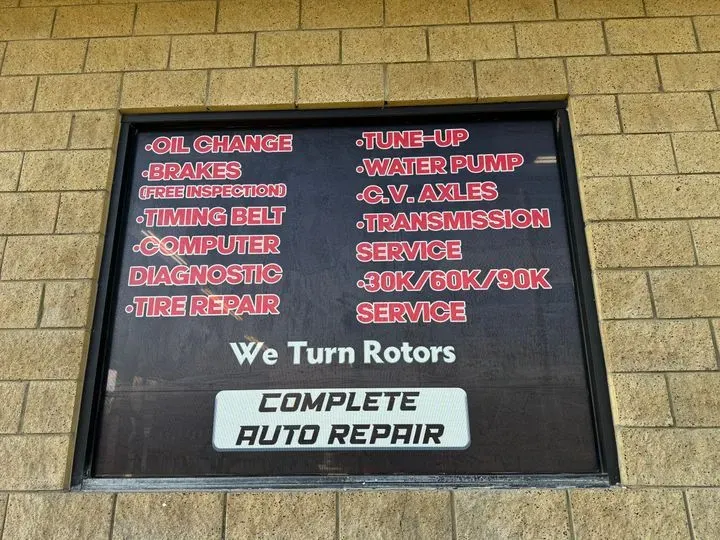 ·OIL CHANGE
·BRAKES
(FREE INSPECTION)
·TIMING BELT
·COMPUTER
DIAGNOSTIC
·TIRE REPAIR
·TUNE-UP
·WATER PUMP
·C.V. AXLES
·TRANSMISSION
SERVICE
·30K/60K/90K
SERVICE
We Turn Rotors
COMPLETE
AUTO REPAIR